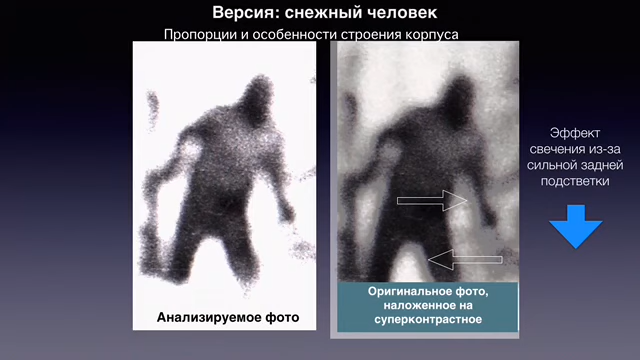 Версия: снежный человек
Пропорции и особенности строения корпуса
Эффект
свечения из-за
сильной задней
подстветки
Анализируемое фото
Оригинальное фото,
наложенное на
суперконтрастное